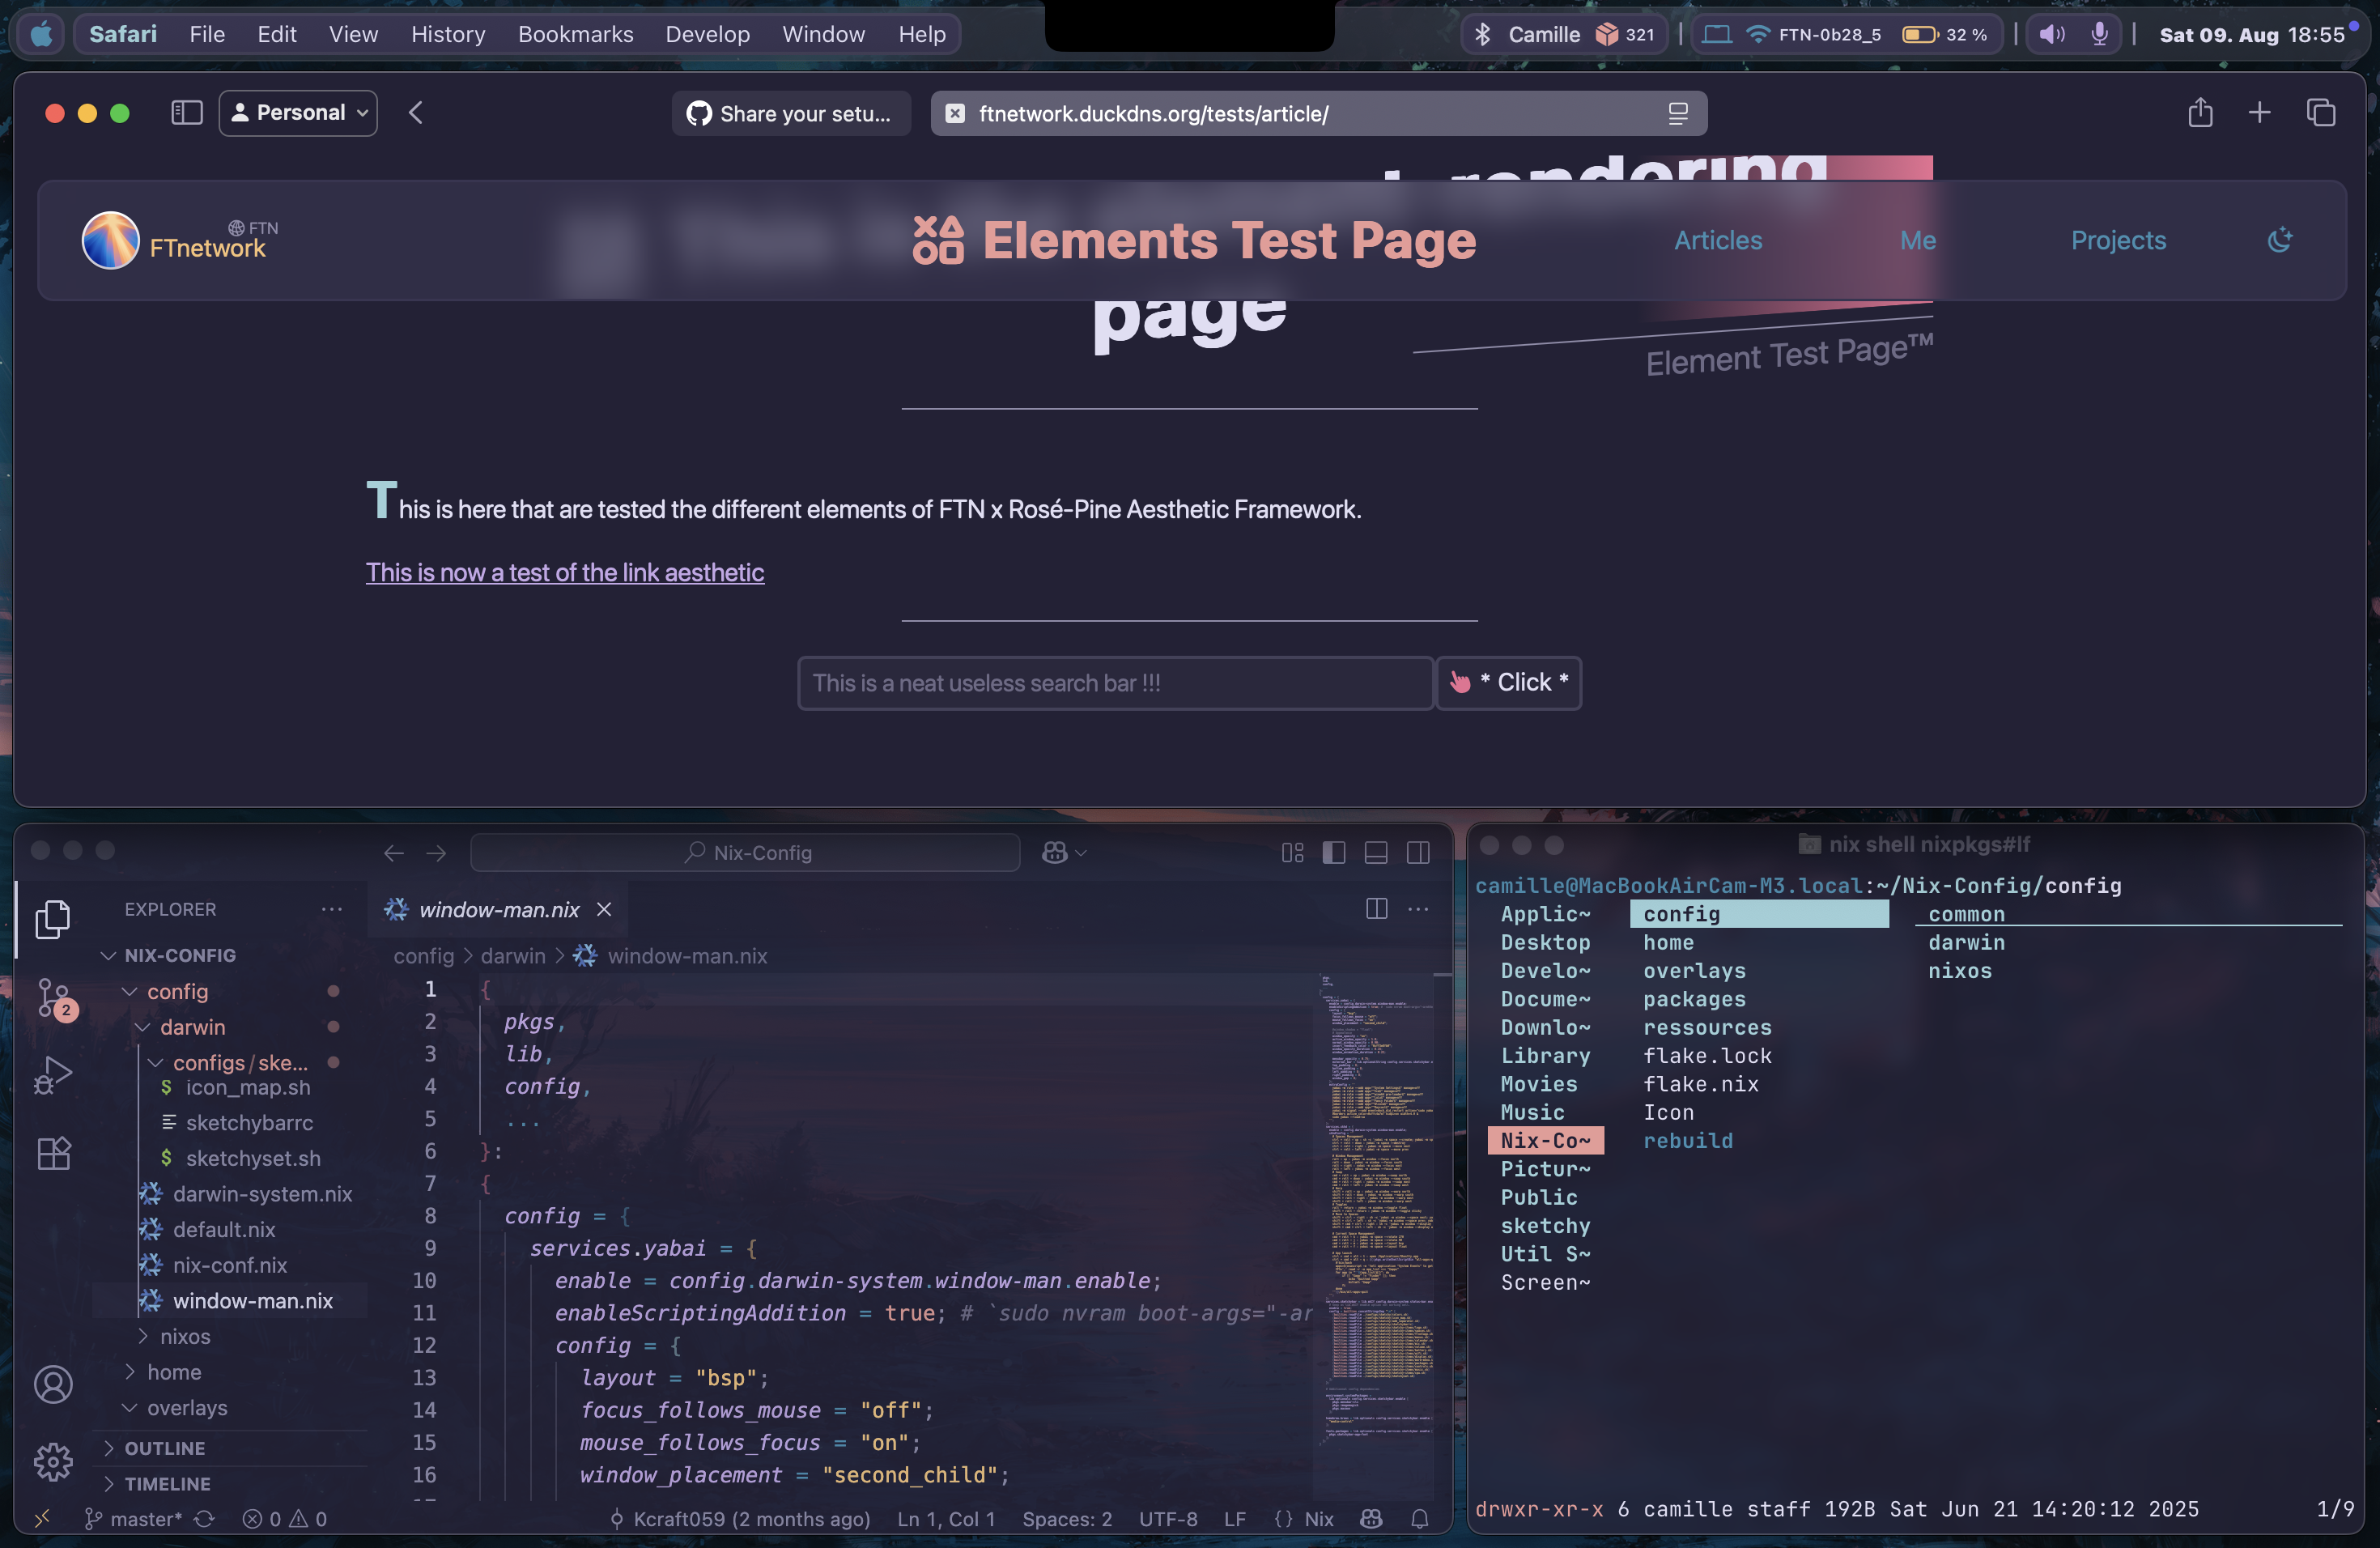 Safari File Edit View History Bookmarks Develop Window Help
Camille 321 | FTN-0b28_5 32 % | | Sat 09. Aug 18:55
Personal
Share your setu...
ftnetwork.duckdns.org/tests/article/
rendering
FTN
FTnetwork
Elements Test Page
Articles Me Projects
page
Element Test Page™
This is here that are tested the different elements of FTN x Rosé-Pine Aesthetic Framework.
This is now a test of the link aesthetic
This is a neat useless search bar !!!
* Click *
Nix-Config
EXPLORER ...
NIX-CONFIG
config
darwin
configs/ske...
icon_map.sh
sketchybarrc
sketchyset.sh
darwin-system.nix
default.nix
nix-conf.nix
window-man.nix
nixos
home
overlays
OUTLINE
TIMELINE
2
window-man.nix
config > darwin > window-man.nix
1 {
2 pkgs,
3 lib,
4 config,
5 ...
6 }:
7 {
8 config = {
9 services.yabai = {
10 enable = config.darwin-system.window-man.enable;
11 enableScriptingAddition = true; # `sudo nvram boot-args="-ar
12 config = {
13 layout = "bsp";
14 focus_follows_mouse = "off";
15 mouse_follows_focus = "on";
16 window_placement = "second_child";
master* 0 0 Kcraft059 (2 months ago) Ln 1, Col 1 Spaces: 2 UTF-8 LF {} Nix
nix shell nixpkgs#lf
camille@MacBookAirCam-M3.local:~/Nix-Config/config
Applic~ config common
Desktop home darwin
Develo~ overlays nixos
Docume~ packages
Downlo~ ressources
Library flake.lock
Movies flake.nix
Music Icon
Nix-Co~ rebuild
Pictur~
Public
sketchy
Util S~
Screen~
drwxr-xr-x 6 camille staff 192B Sat Jun 21 14:20:12 2025 1/9